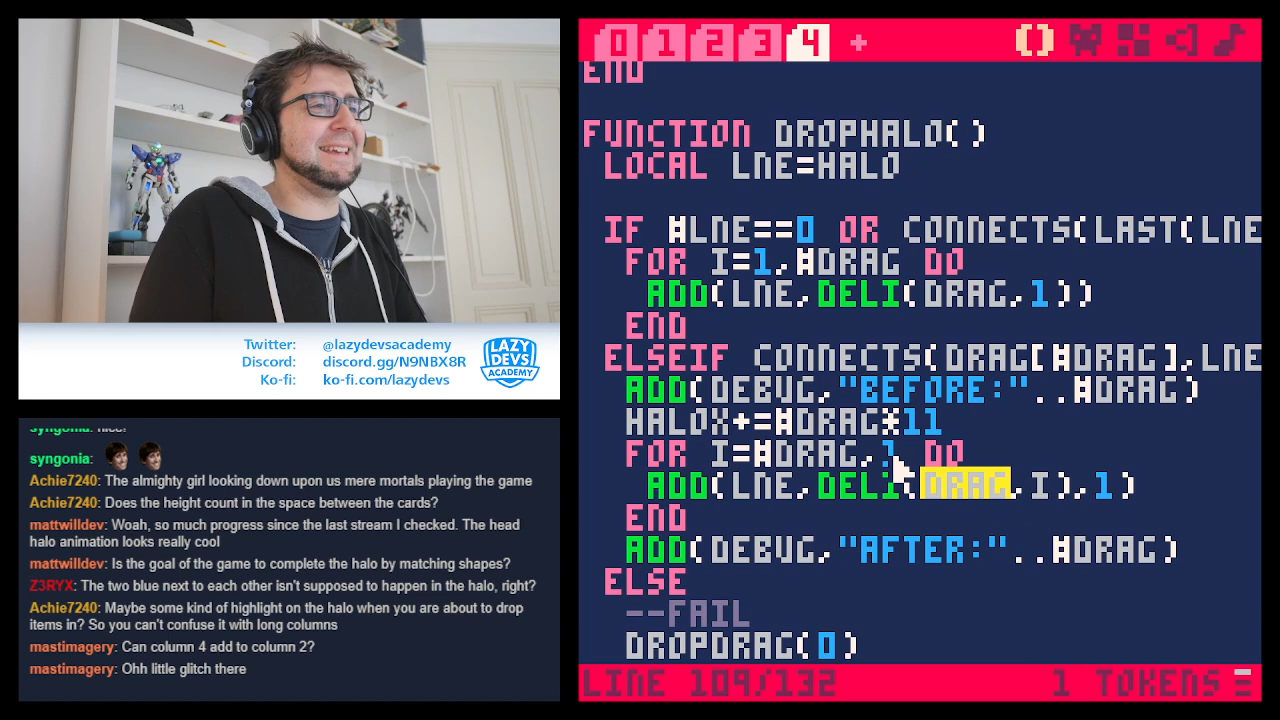 Twitter: @lazydevsacademy
Discord: discord.gg/N9NBX8R
Ko-fi: ko-fi.com/lazydevs
LAZY
DEVS
ACADEMY
syngonia: nice!
syngonia:
Achie7240: The almighty girl looking down upon us mere mortals playing the game
Achie7240: Does the height count in the space between the cards?
mattwilldev: Woah, so much progress since the last stream I checked. The head
halo animation looks really cool
mattwilldev: Is the goal of the game to complete the halo by matching shapes?
Z3RYX: The two blue next to each other isn't supposed to happen in the halo, right?
Achie7240: Maybe some kind of highlight on the halo when you are about to drop
items in? So you can't confuse it with long columns
mastimagery: Can column 4 add to column 2?
mastimagery: Ohh little glitch there
0 1 2 3 4 +
END
FUNCTION DROPHALO()
LOCAL LNE=HALO
IF #LNE==0 OR CONNECTS(LAST(LNE
FOR I=1,#DRAG DO
ADD(LNE,DELI(DRAG,1))
END
ELSEIF CONNECTS(DRAG[#DRAG],LNE
ADD(DEBUG,"BEFORE:"..#DRAG)
HALOX+=#DRAG*11
FOR I=#DRAG,1 DO
ADD(LNE,DELI(DRAG,I),1)
END
ADD(DEBUG,"AFTER:"..#DRAG)
ELSE
--FAIL
DROPDRAG(0)
LINE 109/132 1 TOKENS